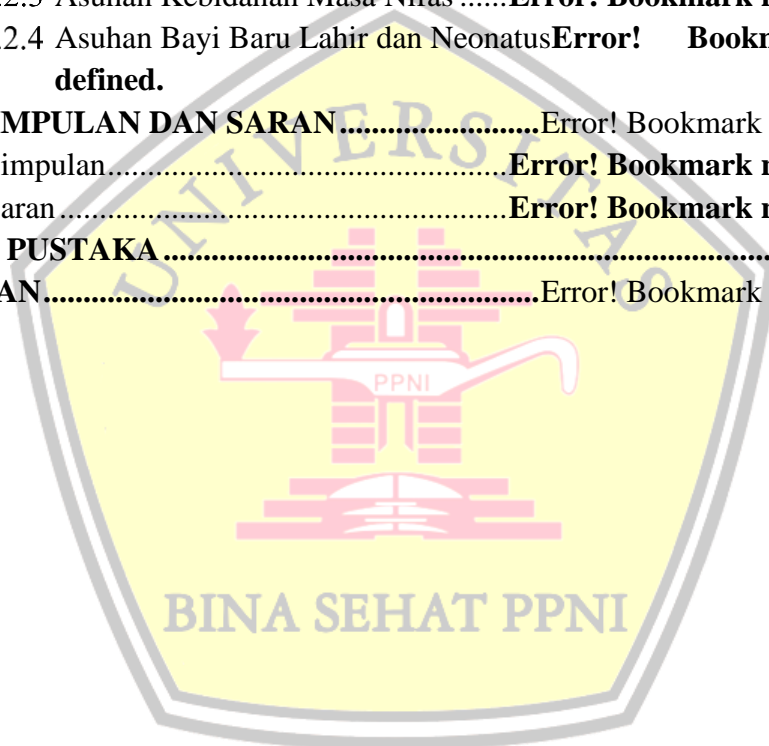 .2.3 Asuhan Kebidanan Masa Nifas ......Error! Bookmark n
.2.4 Asuhan Bayi Baru Lahir dan NeonatusError! Bookm
defined.
MPULAN DAN SARAN........................Error! Bookmark
impulan................................................Error! Bookmark n
aran......................................................Error! Bookmark n
PUSTAKA..........................................................................
AN...........................................................Error! Bookmark
UNIVERSITAS
PPNI
BINA SEHAT PPNI